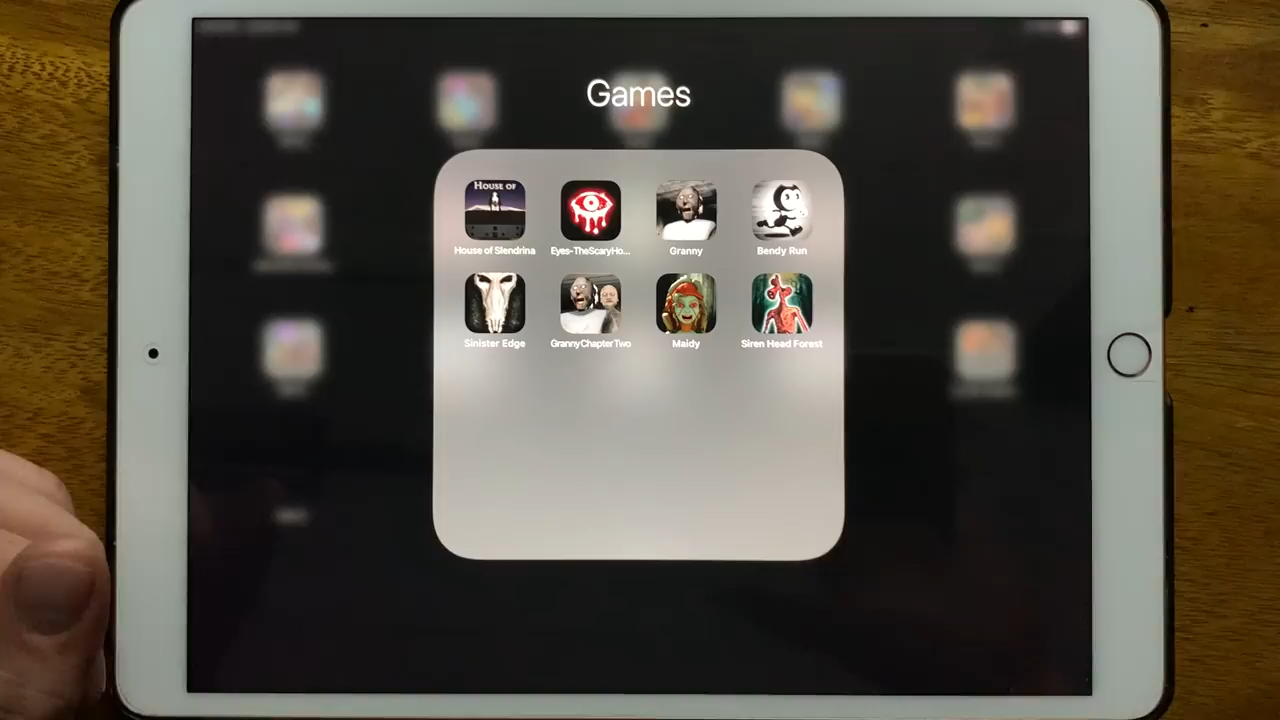 Games
HOUSE OF
House of Slendrina
Eyes-TheScaryHo...
Granny
Bendy Run
Sinister Edge
GrannyChapterTwo
Maidy
Siren Head Forest